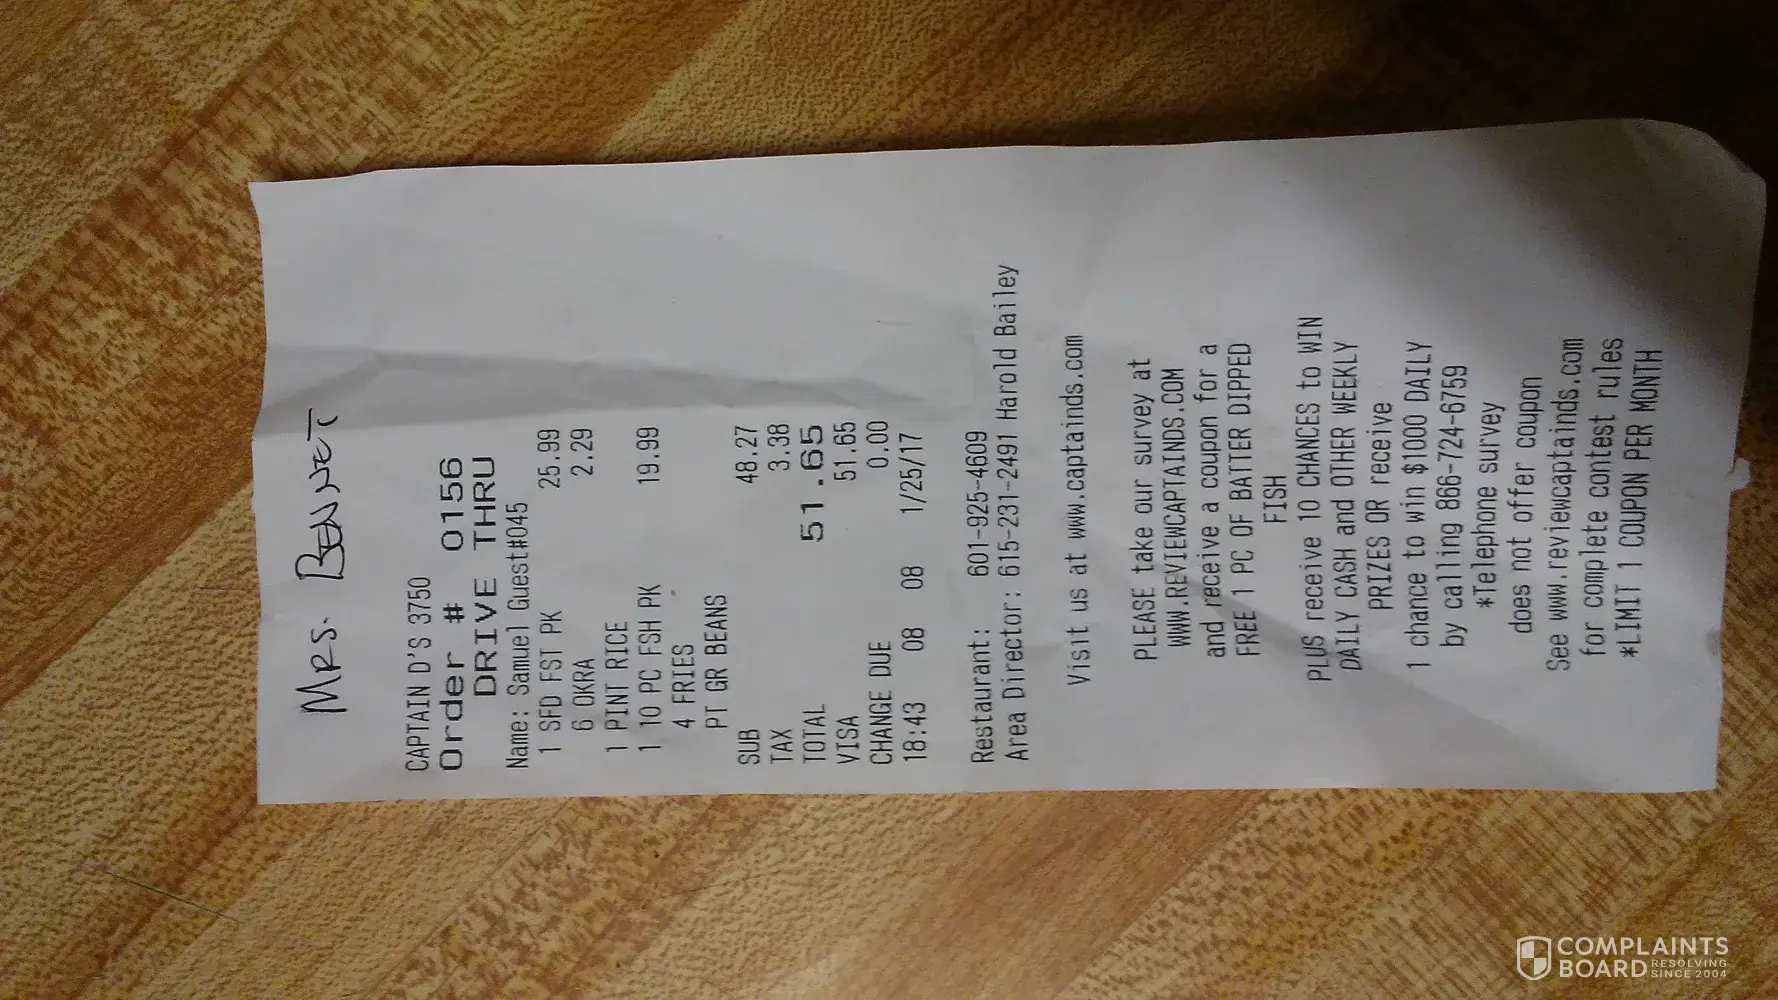 MRS. BENNET
CAPTAIN D'S 3750
Order # 0156
DRIVE THRU
Name: Samuel Guest#045
1 SFD FST PK 25.99
6 OKRA 2.29
1 PINT RICE
1 10 PC FSH PK 19.99
4 FRIES
PT GR BEANS
SUB 48.27
TAX 3.38
TOTAL 51.65
VISA 51.65
CHANGE DUE 0.00
18:43 08 08 1/25/17
Restaurant: 601-925-4609
Area Director: 615-231-2491 Harold Bailey
Visit us at www.captainds.com
PLEASE take our survey at
WWW.REVIEWCAPTAINDS.COM
and receive a coupon for a
FREE 1 PC OF BATTER DIPPED
FISH
PLUS receive 10 CHANCES to WIN
DAILY CASH and OTHER WEEKLY
PRIZES OR receive
1 chance to win $1000 DAILY
by calling 866-724-6759
*Telephone survey
does not offer coupon
See www.reviewcaptainds.com
for complete contest rules
*LIMIT 1 COUPON PER MONTH
COMPLAINTS
BOARD RESOLVING
SINCE 2004